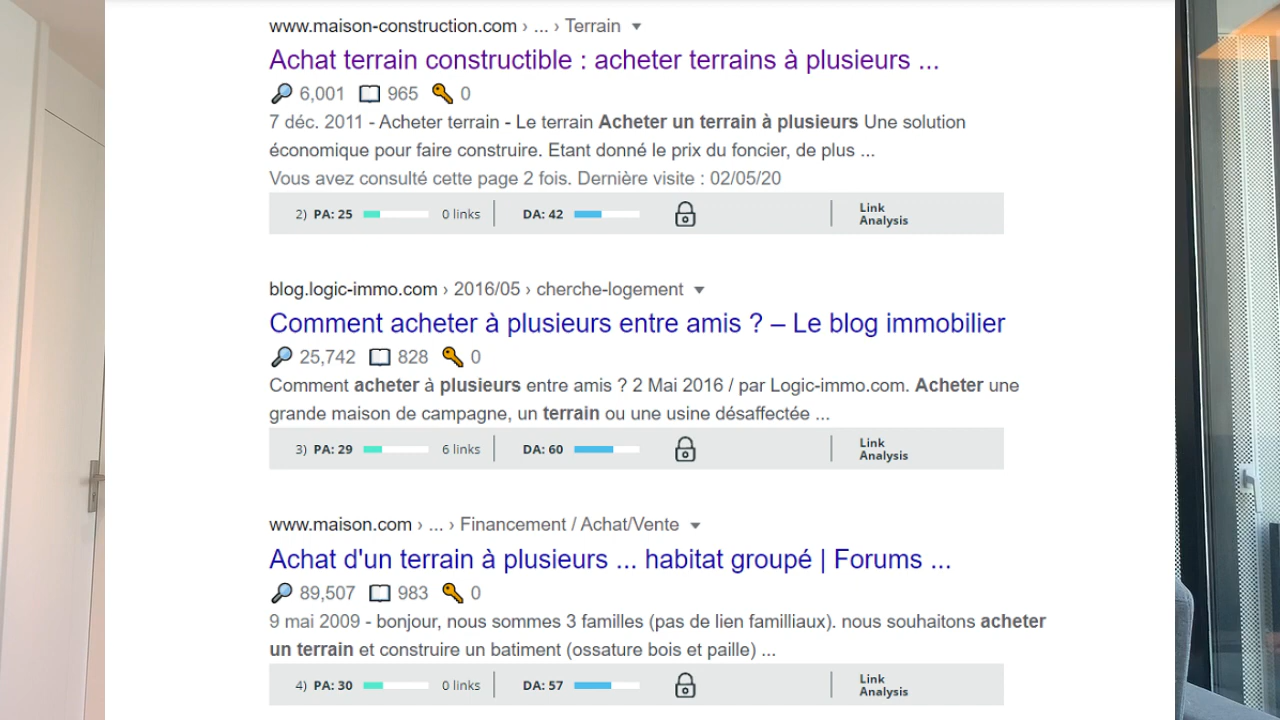 www.maison-construction.com › ... › Terrain
Achat terrain constructible : acheter terrains à plusieurs ...
6,001 965 0
7 déc. 2011 - Acheter terrain - Le terrain Acheter un terrain à plusieurs Une solution
économique pour faire construire. Etant donné le prix du foncier, de plus ...
Vous avez consulté cette page 2 fois. Dernière visite : 02/05/20
2) PA: 25 0 links DA: 42 Link
Analysis
blog.logic-immo.com › 2016/05 › cherche-logement
Comment acheter à plusieurs entre amis ? – Le blog immobilier
25,742 828 0
Comment acheter à plusieurs entre amis ? 2 Mai 2016 / par Logic-immo.com. Acheter une
grande maison de campagne, un terrain ou une usine désaffectée ...
3) PA: 29 6 links DA: 60 Link
Analysis
www.maison.com › ... › Financement / Achat/Vente
Achat d'un terrain à plusieurs ... habitat groupé | Forums ...
89,507 983 0
9 mai 2009 - bonjour, nous sommes 3 familles (pas de lien familliaux). nous souhaitons acheter
un terrain et construire un batiment (ossature bois et paille) ...
4) PA: 30 0 links DA: 57 Link
Analysis